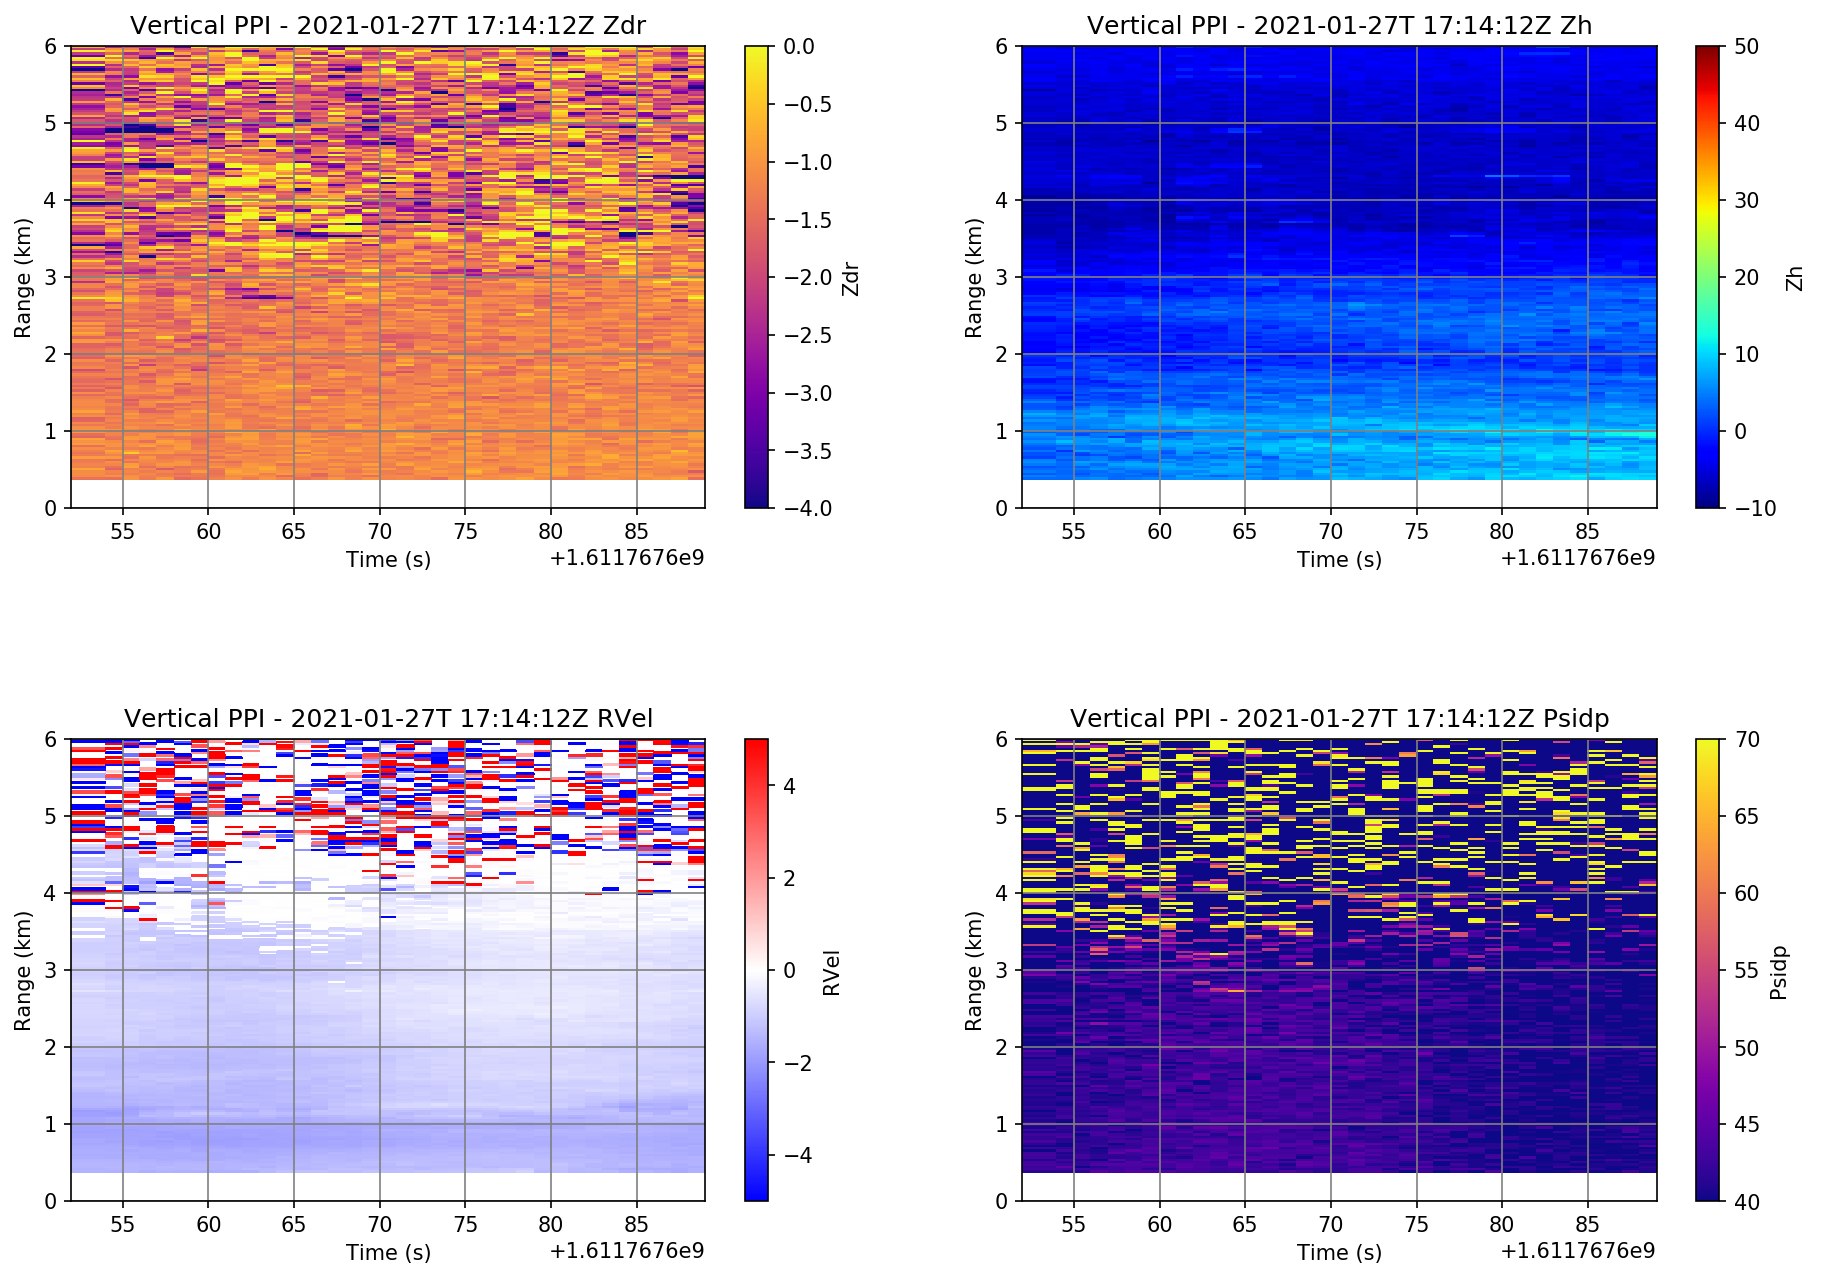 Vertical PPI - 2021-01-27T 17:14:12Z Zdr
6
5
4
3
2
1
0
Range (km)
55 60 65 70 75 80 85
Time (s)
+1.6117676e9
0.0
−0.5
−1.0
−1.5
−2.0
−2.5
−3.0
−3.5
−4.0
Zdr
Vertical PPI - 2021-01-27T 17:14:12Z Zh
6
5
4
3
2
1
0
Range (km)
55 60 65 70 75 80 85
Time (s)
+1.6117676e9
50
40
30
20
10
0
−10
Zh
Vertical PPI - 2021-01-27T 17:14:12Z RVel
6
5
4
3
2
1
0
Range (km)
55 60 65 70 75 80 85
Time (s)
+1.6117676e9
4
2
0
−2
−4
RVel
Vertical PPI - 2021-01-27T 17:14:12Z Psidp
6
5
4
3
2
1
0
Range (km)
55 60 65 70 75 80 85
Time (s)
+1.6117676e9
70
65
60
55
50
45
40
Psidp